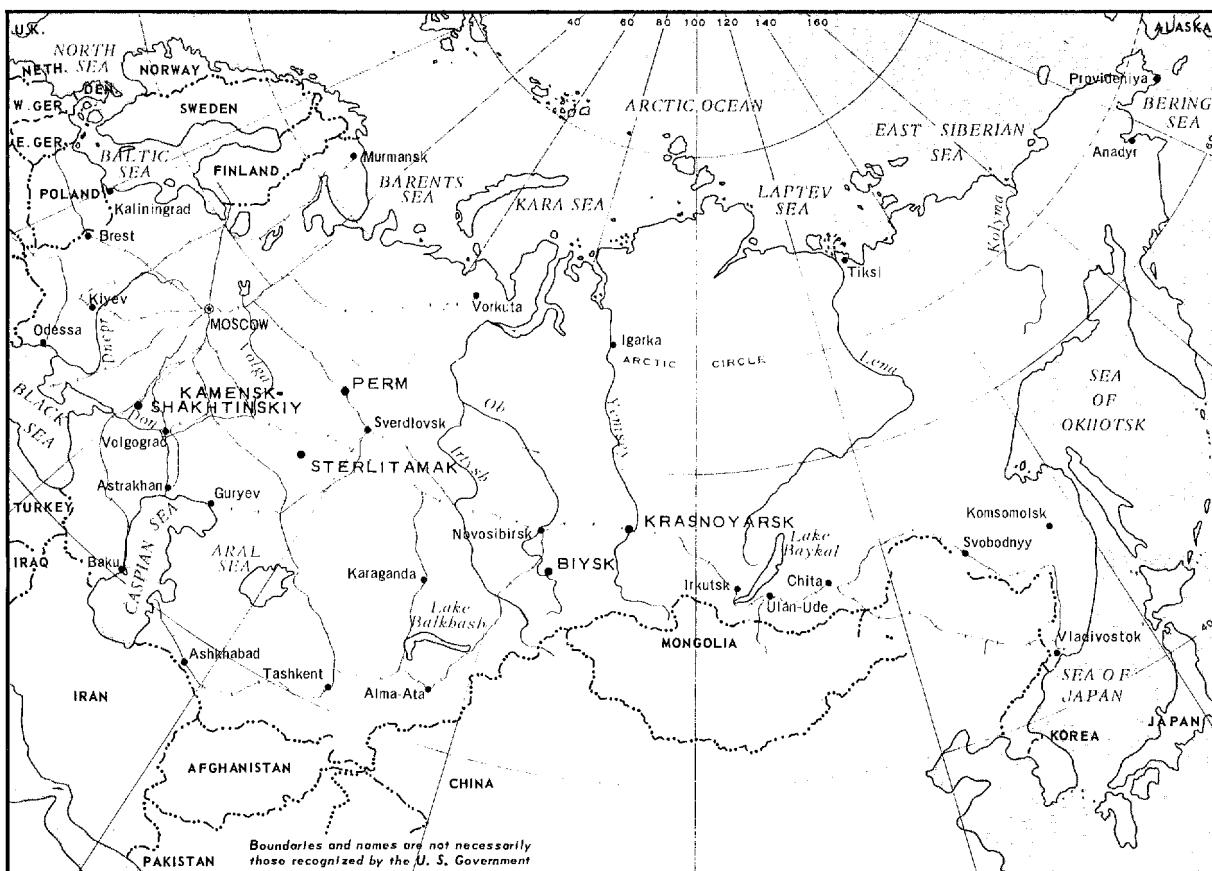 U.K.
40 60 80 100 120 140 160
ALASKA
NORTH
SEA
NETH.
NORWAY
DEN.
Provideniya
W. GER.
SWEDEN
ARCTIC OCEAN
BERING
SEA
E. GER.
BALTIC
SEA
FINLAND
Murmansk
EAST SIBERIAN
SEA
Anadyr
POLAND
BARENTS
SEA
KARA SEA
LAPTEV
SEA
Kaliningrad
Kolyma
Brest
Tiksi
Kiyev
Vorkuta
Odessa
Dnepr
MOSCOW
Igarka
Volga
ARCTIC CIRCLE
Lena
BLACK
SEA
KAMENSK-
SHAKHTINSKIY
PERM
Ob
Yenisey
SEA
OF
OKHOTSK
Don
Volgograd
Sverdlovsk
Irtysh
STERLITAMAK
Astrakhan
Guryev
TURKEY
CASPIAN SEA
Novosibirsk
KRASNOYARSK
Komsomolsk
Lake
Baykal
Svobodnyy
IRAQ
Baku
ARAL
SEA
Karaganda
BIYSK
Irkutsk
Chita
Ulan-Ude
Lake
Balkhash
40
MONGOLIA
Vladivostok
Ashkhabad
Tashkent
Alma-Ata
SEA OF
JAPAN
IRAN
JAPAN
KOREA
AFGHANISTAN
CHINA
PAKISTAN
Boundaries and names are not necessarily
those recognized by the U. S. Government